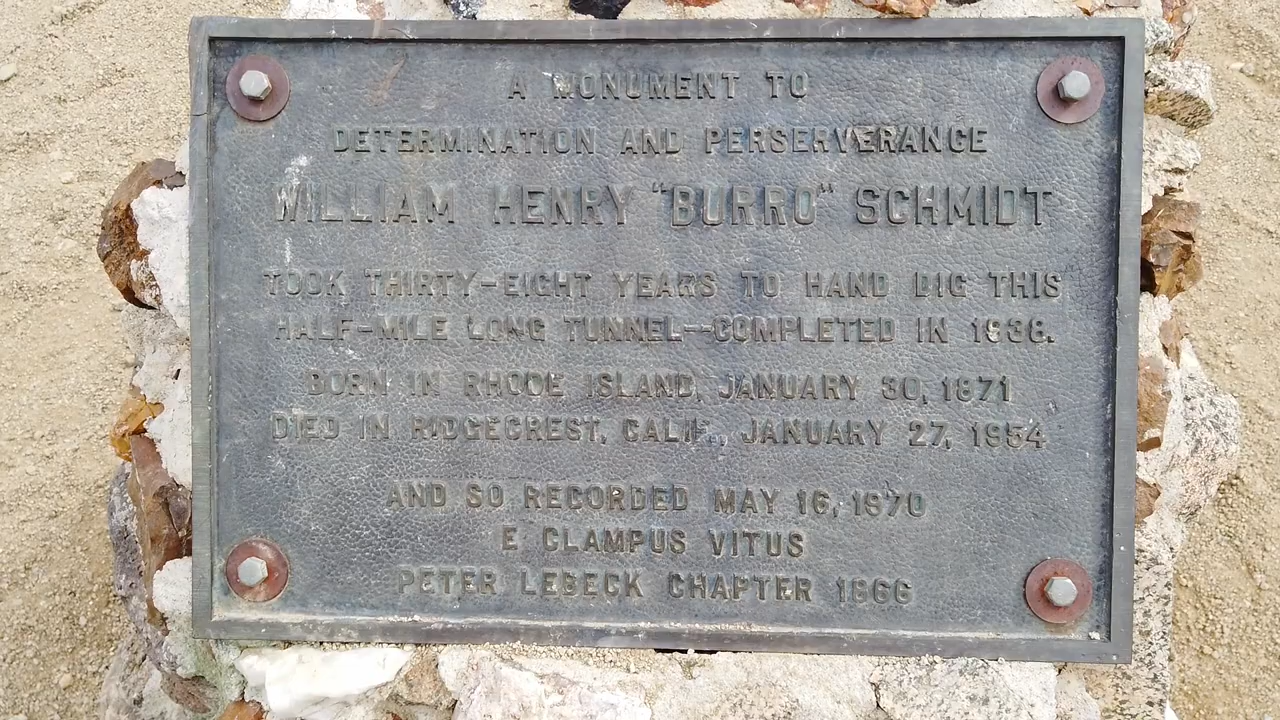 A MONUMENT TO
DETERMINATION AND PERSERVERANCE
WILLIAM HENRY "BURRO" SCHMIDT
TOOK THIRTY-EIGHT YEARS TO HAND DIG THIS
HALF-MILE LONG TUNNEL--COMPLETED IN 1938.
BORN IN RHODE ISLAND, JANUARY 30, 1871
DIED IN RIDGECREST, CALIF., JANUARY 27, 1954
AND SO RECORDED MAY 16, 1970
E CLAMPUS VITUS
PETER LEBECK CHAPTER 1866